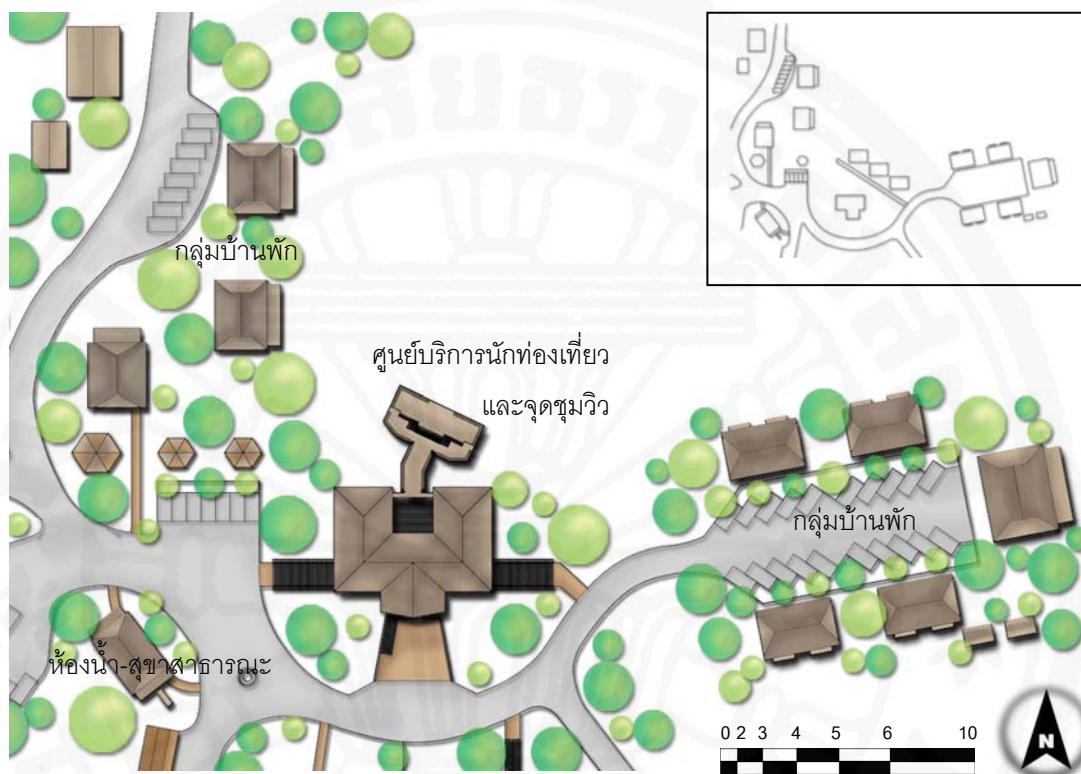 กลุ่มบ้านพัก
ศูนย์บริการนักท่องเที่ยว
และจุดชุมวิว
กลุ่มบ้านพัก
ห้องน้ำ-สุขาสาธารณะ
0 2 3 4 5 6 10
N